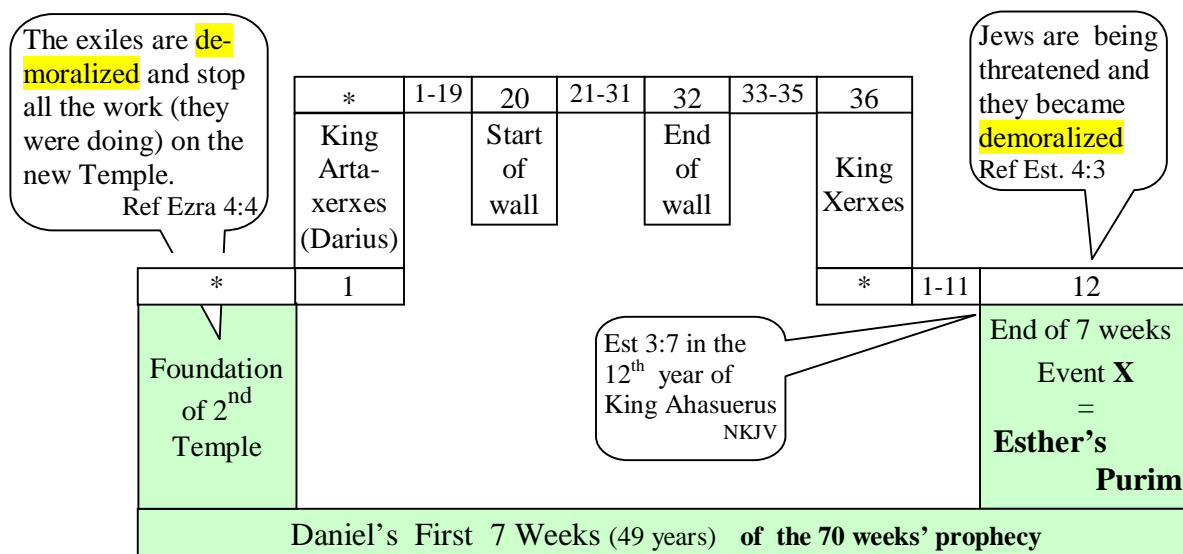 The exiles are de-
moralized and stop
all the work (they
were doing) on the
new Temple.
Ref Ezra 4:4
Jews are being
threatened and
they became
demoralized
Ref Est. 4:3
* 1-19 20 21-31 32 33-35 36
King
Arta-
xerxes
(Darius)
Start
of
wall
End
of
wall
King
Xerxes
* 1 * 1-11 12
Foundation
of 2nd
Temple
Est 3:7 in the
12th year of
King Ahasuerus
NKJV
End of 7 weeks
Event X
=
Esther's
Purim
Daniel's First 7 Weeks (49 years) of the 70 weeks' prophecy